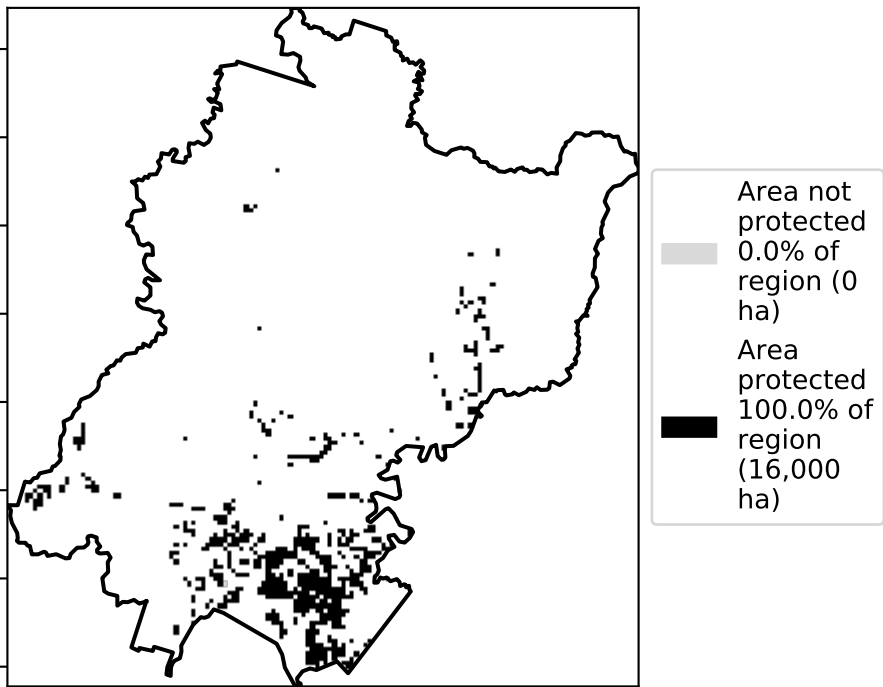 Area not
protected
0.0% of
region (0
ha)
Area
protected
100.0% of
region
(16,000
ha)